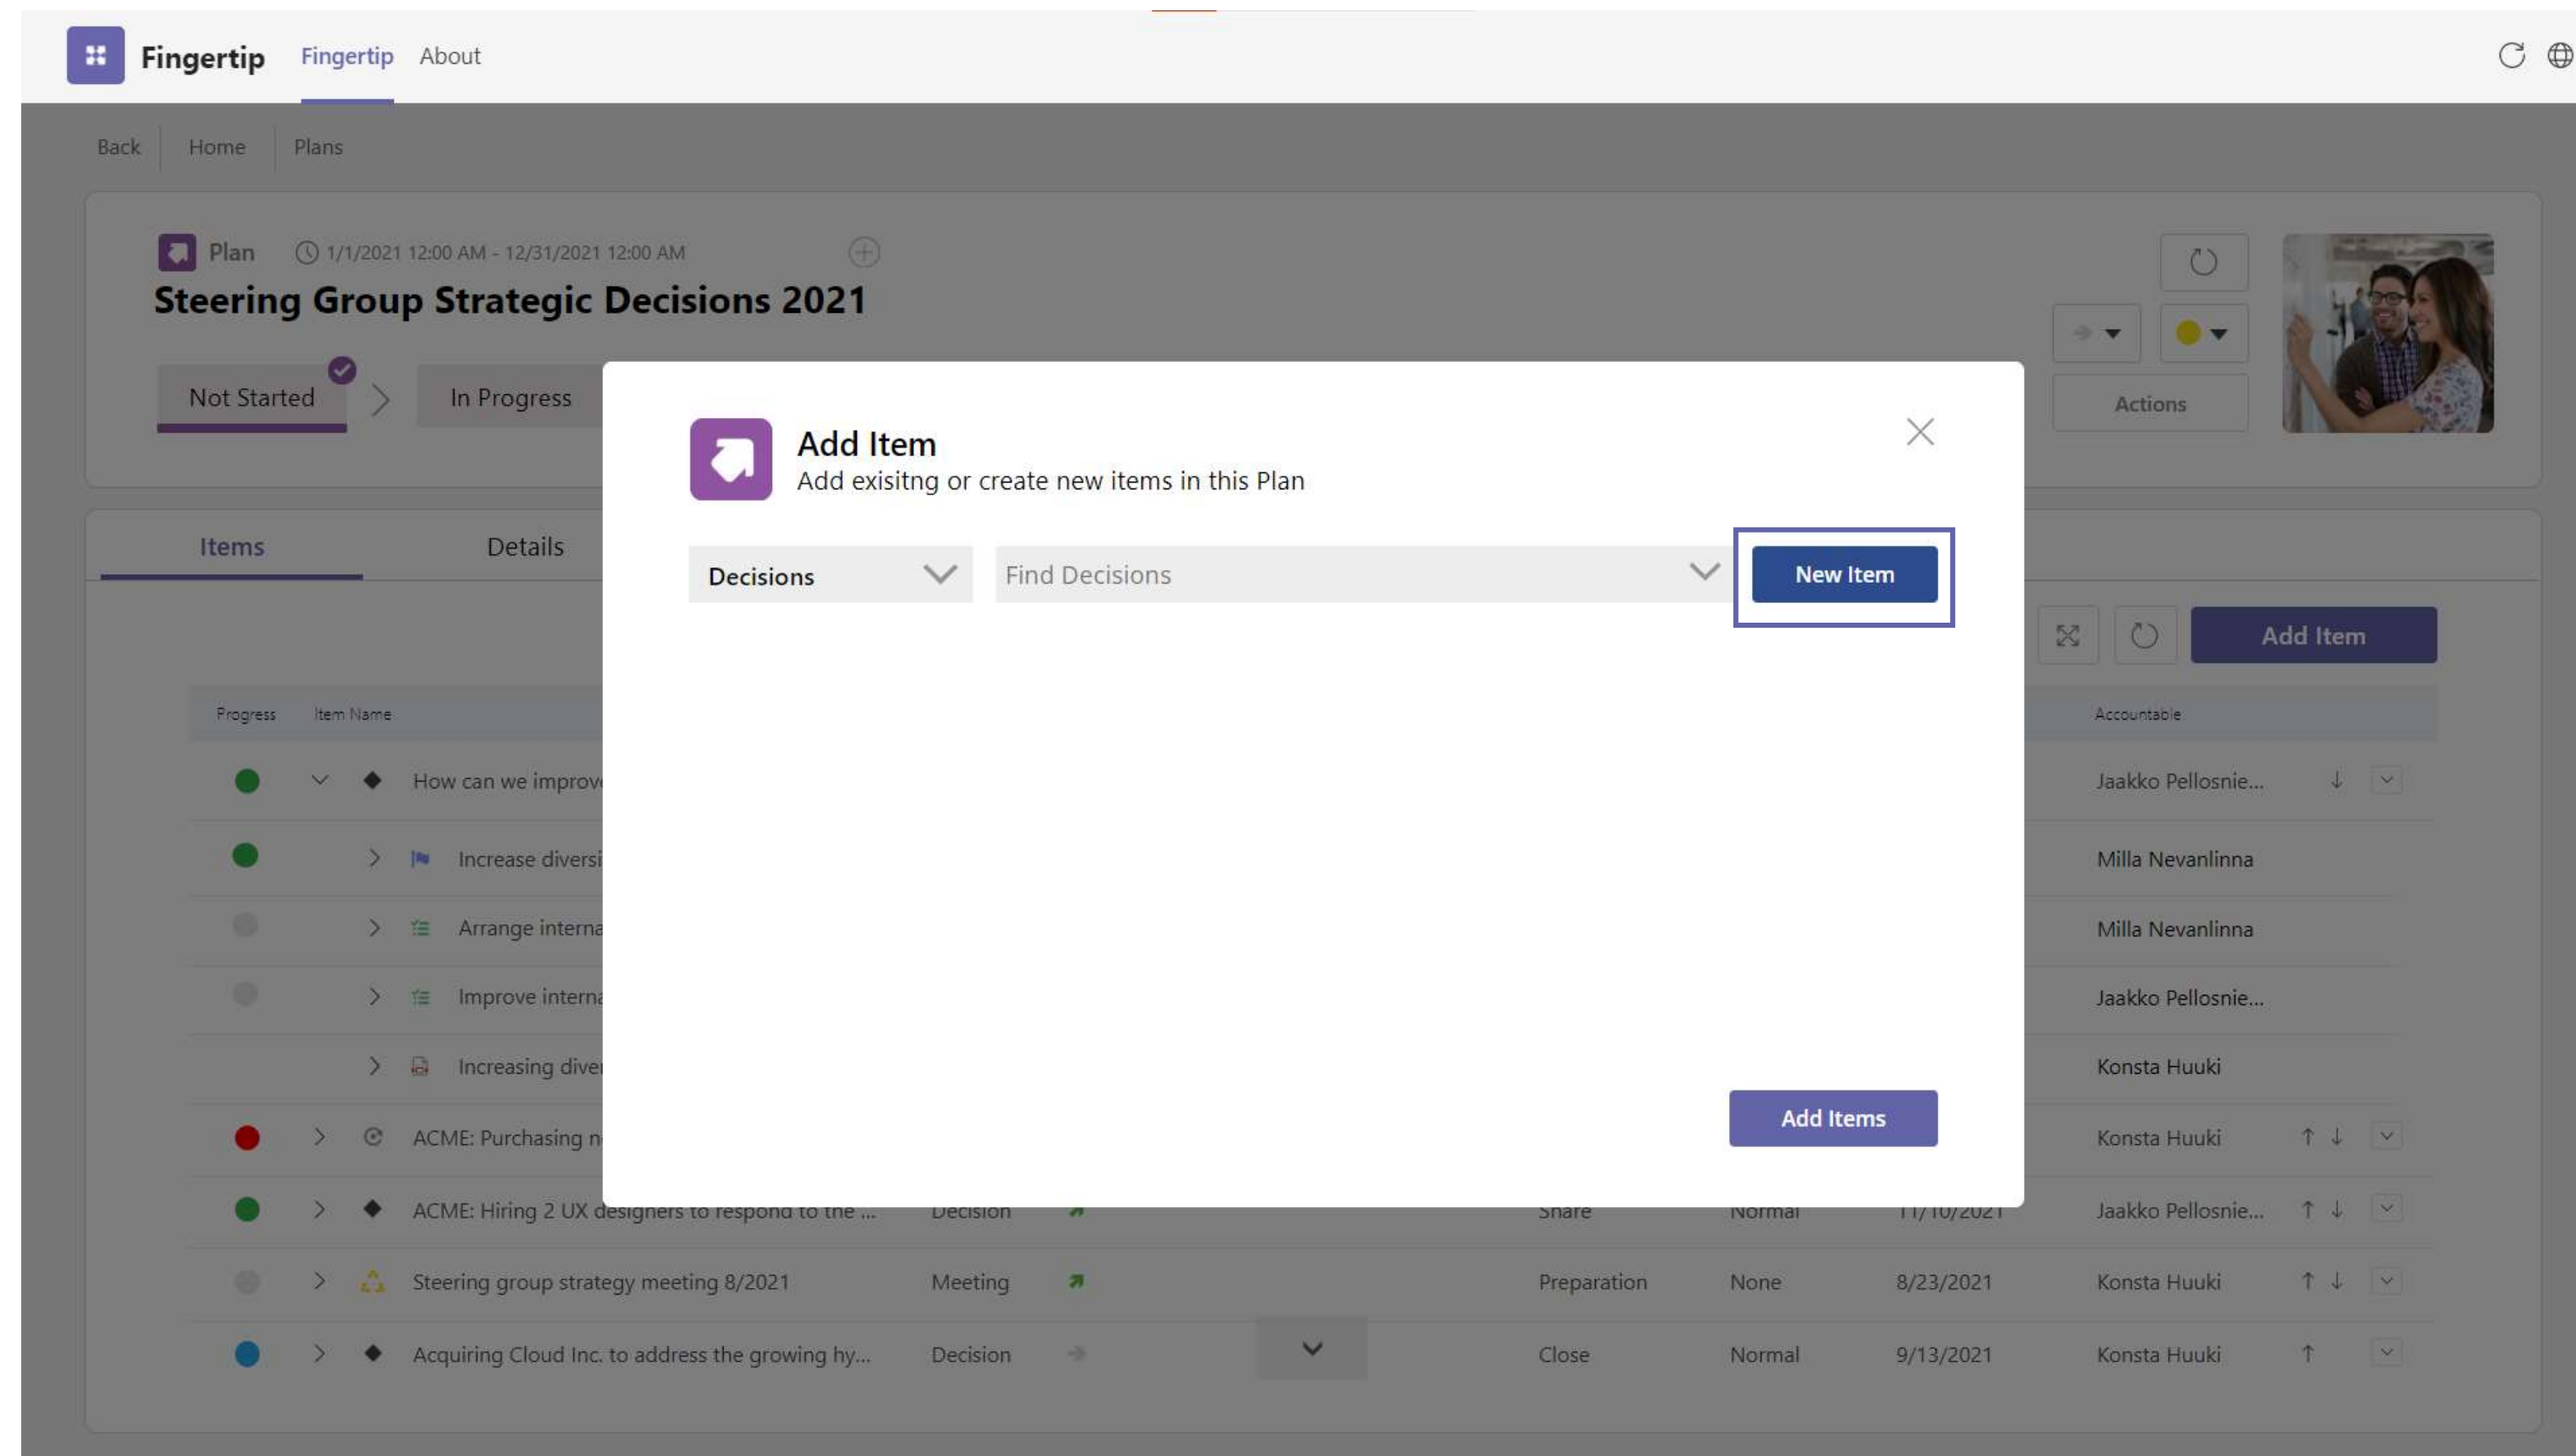 Fingertip Fingertip About
Back Home Plans
Plan 1/1/2021 12:00 AM - 12/31/2021 12:00 AM
Steering Group Strategic Decisions 2021
Not Started In Progress
Actions
Add Item
Add exisitng or create new items in this Plan
Items Details
Decisions Find Decisions New Item
Add Item
Progress Item Name Accountable
How can we improve Jaakko Pellosnie...
Increase diversi Milla Nevanlinna
Arrange interna Milla Nevanlinna
Improve interna Jaakko Pellosnie...
Increasing diver Konsta Huuki
Add Items
ACME: Purchasing n Konsta Huuki
ACME: Hiring 2 UX designers to respond to the ... Decision Share Normal 11/10/2021 Jaakko Pellosnie...
Steering group strategy meeting 8/2021 Meeting Preparation None 8/23/2021 Konsta Huuki
Acquiring Cloud Inc. to address the growing hy... Decision Close Normal 9/13/2021 Konsta Huuki